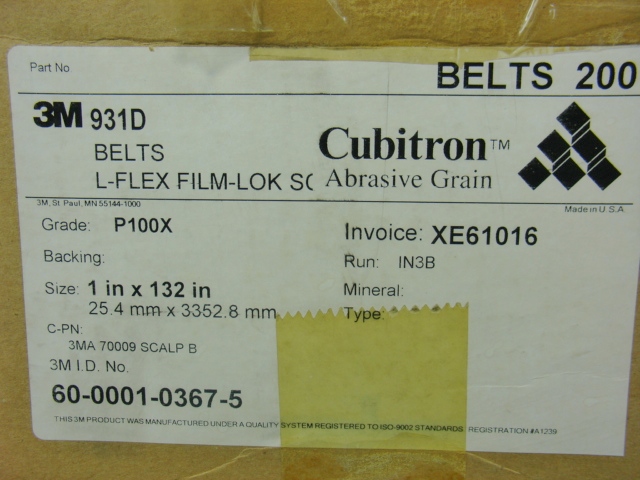 Part No
BELTS 200
3M 931D
BELTS
L-FLEX FILM-LOK SC
Cubitron™
Abrasive Grain
3M, St. Paul, MN 55144-1000
Made in U.S.A.
Grade: P100X
Backing:
Size: 1 in x 132 in
25.4 mm x 3352.8 mm
C-PN:
3MA 70009 SCALP B
3M I.D. No.
60-0001-0367-5
Invoice: XE61016
Run: IN3B
Mineral:
Type:
THIS 3M PRODUCT WAS MANUFACTURED UNDER A QUALITY SYSTEM REGISTERED TO ISO-9002 STANDARDS. REGISTRATION #A1239